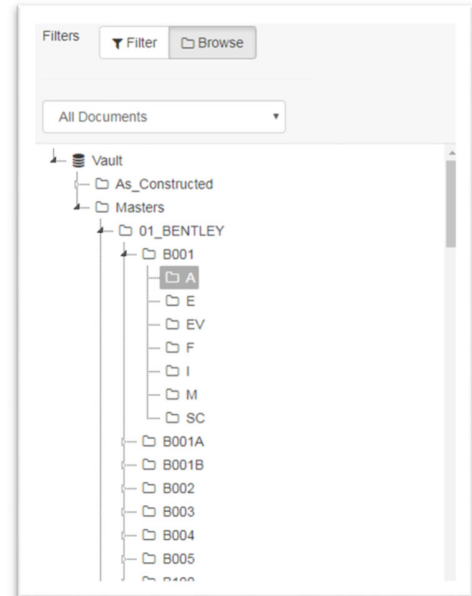 Filters Filter Browse
All Documents
Vault
As_Constructed
Masters
01_BENTLEY
B001
A
E
EV
F
I
M
SC
B001A
B001B
B002
B003
B004
B005